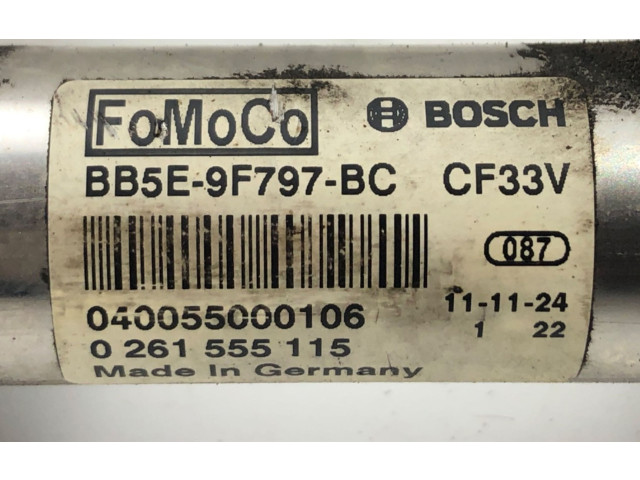 FoMoCo BOSCH
BB5E-9F797-BC CF33V
087
040055000106 11-11-24
0 261 555 115 1 22
Made In Germany